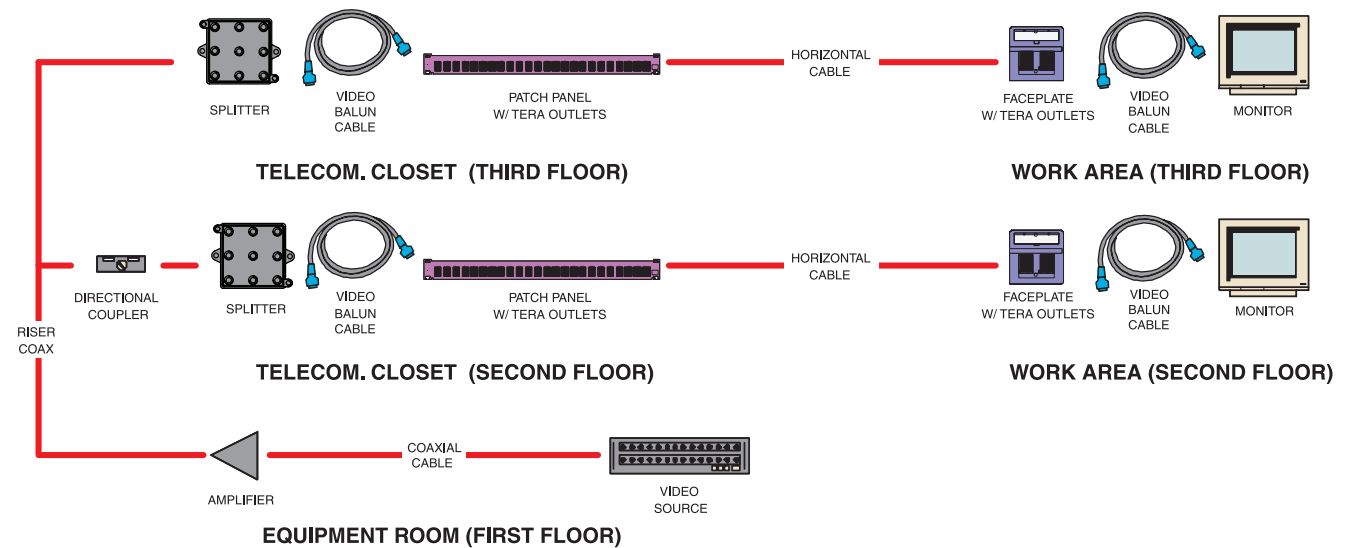 HORIZONTAL
CABLE
SPLITTER
VIDEO
BALUN
CABLE
PATCH PANEL
W/ TERA OUTLETS
FACEPLATE
W/ TERA OUTLETS
VIDEO
BALUN
CABLE
MONITOR
TELECOM. CLOSET (THIRD FLOOR)
WORK AREA (THIRD FLOOR)
HORIZONTAL
CABLE
DIRECTIONAL
COUPLER
SPLITTER
VIDEO
BALUN
CABLE
PATCH PANEL
W/ TERA OUTLETS
FACEPLATE
W/ TERA OUTLETS
VIDEO
BALUN
CABLE
MONITOR
RISER
COAX
TELECOM. CLOSET (SECOND FLOOR)
WORK AREA (SECOND FLOOR)
COAXIAL
CABLE
AMPLIFIER
VIDEO
SOURCE
EQUIPMENT ROOM (FIRST FLOOR)